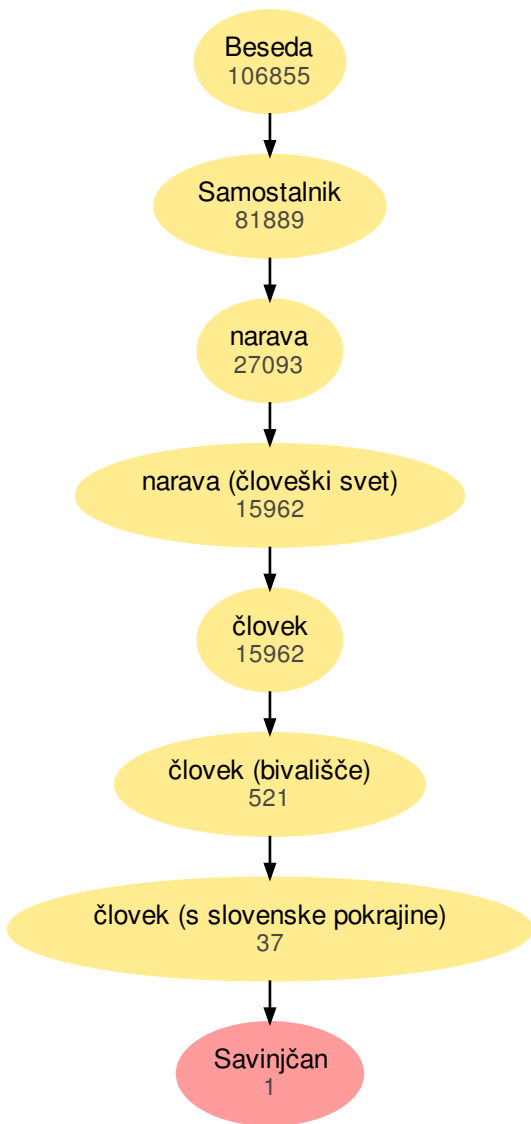 Beseda
106855
Samostalnik
81889
narava
27093
narava (človeški svet)
15962
človek
15962
človek (bivališče)
521
človek (s slovenske pokrajine)
37
Savinjčan
1